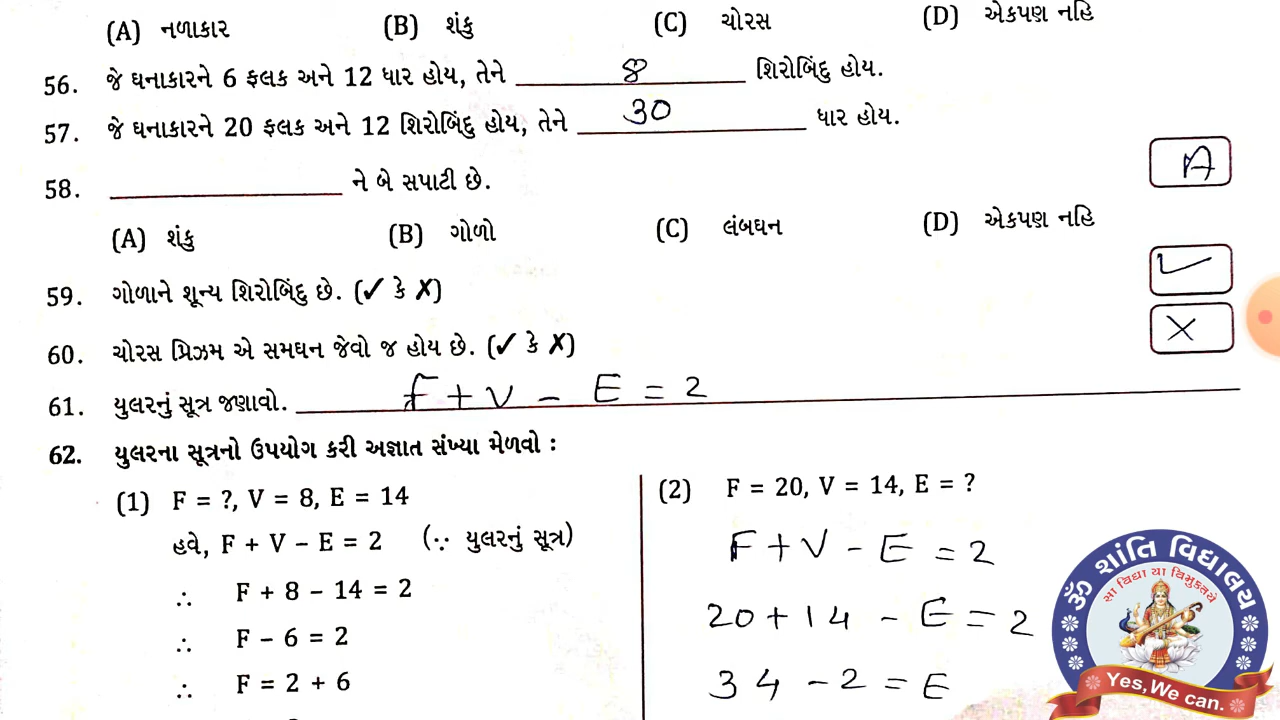 (A) નળાકાર (B) શંકુ (C) ચોરસ (D) એકપણ નહિ
56. જે ઘનાકારને 6 ફલક અને 12 ધાર હોય, તેને 8 શિરોબિંદુ હોય.
57. જે ઘનાકારને 20 ફલક અને 12 શિરોબિંદુ હોય, તેને 30 ધાર હોય.
58. ____________ ને બે સપાટી છે. A
(A) શંકુ (B) ગોળો (C) લંબઘન (D) એકપણ નહિ
59. ગોળાને શૂન્ય શિરોબિંદુ છે. (✓ કે ✗) ✓
60. ચોરસ પ્રિઝમ એ સમઘન જેવો જ હોય છે. (✓ કે ✗) X
61. યુલરનું સૂત્ર જણાવો. F + V - E = 2
62. યુલરના સૂત્રનો ઉપયોગ કરી અજ્ઞાત સંખ્યા મેળવો :
(1) F = ?, V = 8, E = 14
હવે, F + V – E = 2 (∵ યુલરનું સૂત્ર)
∴ F + 8 – 14 = 2
∴ F – 6 = 2
∴ F = 2 + 6
(2) F = 20, V = 14, E = ?
F + V - E = 2
20 + 14 - E = 2
34 - 2 = E
ૐ શાંતિ વિદ્યાલય
સા વિદ્યા યા વિમુક્તયે
Yes, We can.